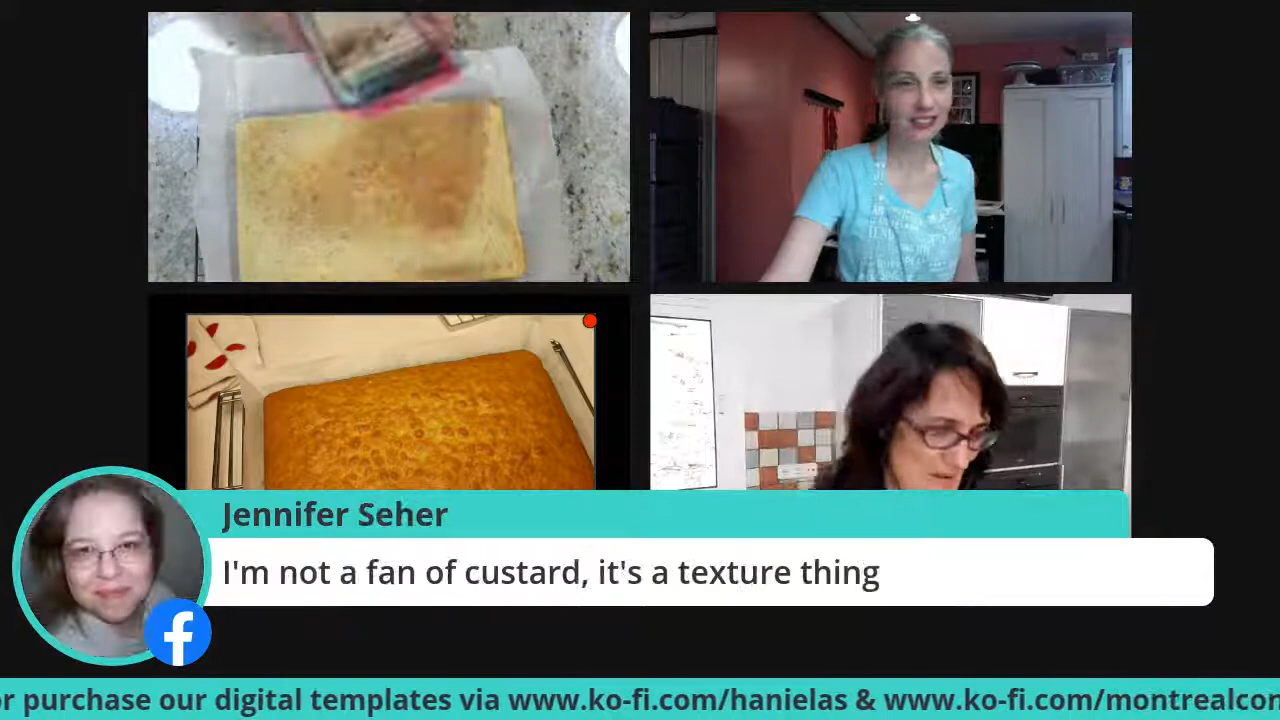 Jennifer Seher
I'm not a fan of custard, it's a texture thing
purchase our digital templates via www.ko-fi.com/hanielas & www.ko-fi.com/montrealcon